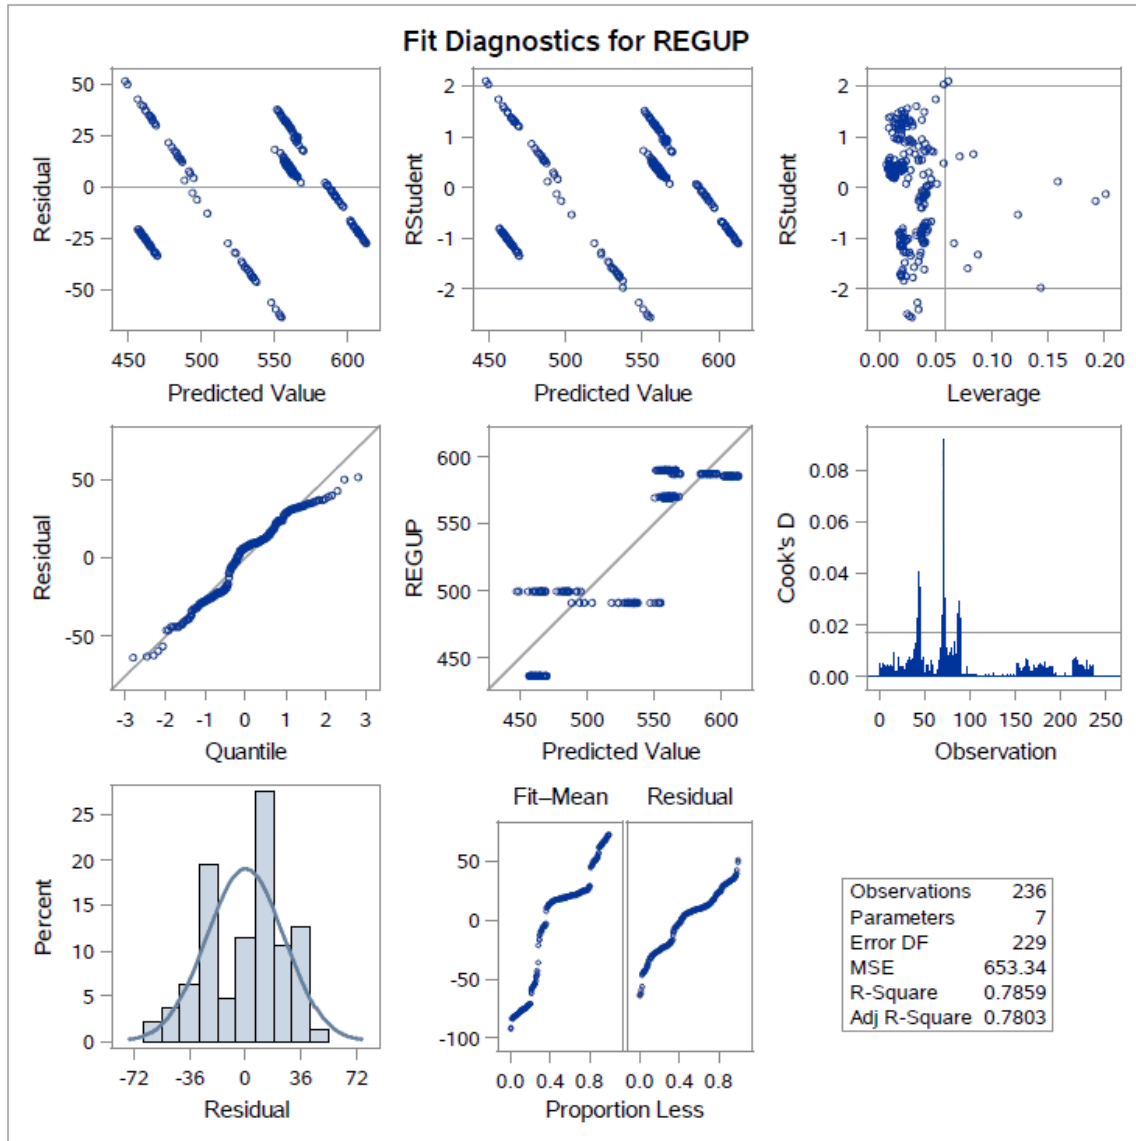 Fit Diagnostics for REGUP
50
25
0
-25
-50
Residual
450 500 550 600
Predicted Value
2
1
0
-1
-2
RStudent
450 500 550 600
Predicted Value
2
1
0
-1
-2
RStudent
0.00 0.05 0.10 0.15 0.20
Leverage
50
0
-50
Residual
-3 -2 -1 0 1 2 3
Quantile
600
550
500
450
REGUP
450 500 550 600
Predicted Value
0.08
0.06
0.04
0.02
0.00
Cook's D
0 50 100 150 200 250
Observation
25
20
15
10
5
0
Percent
-72 -36 0 36 72
Residual
Fit–Mean Residual
50
0
-50
-100
0.0 0.4 0.8 0.0 0.4 0.8
Proportion Less
Observations 236
Parameters 7
Error DF 229
MSE 653.34
R-Square 0.7859
Adj R-Square 0.7803